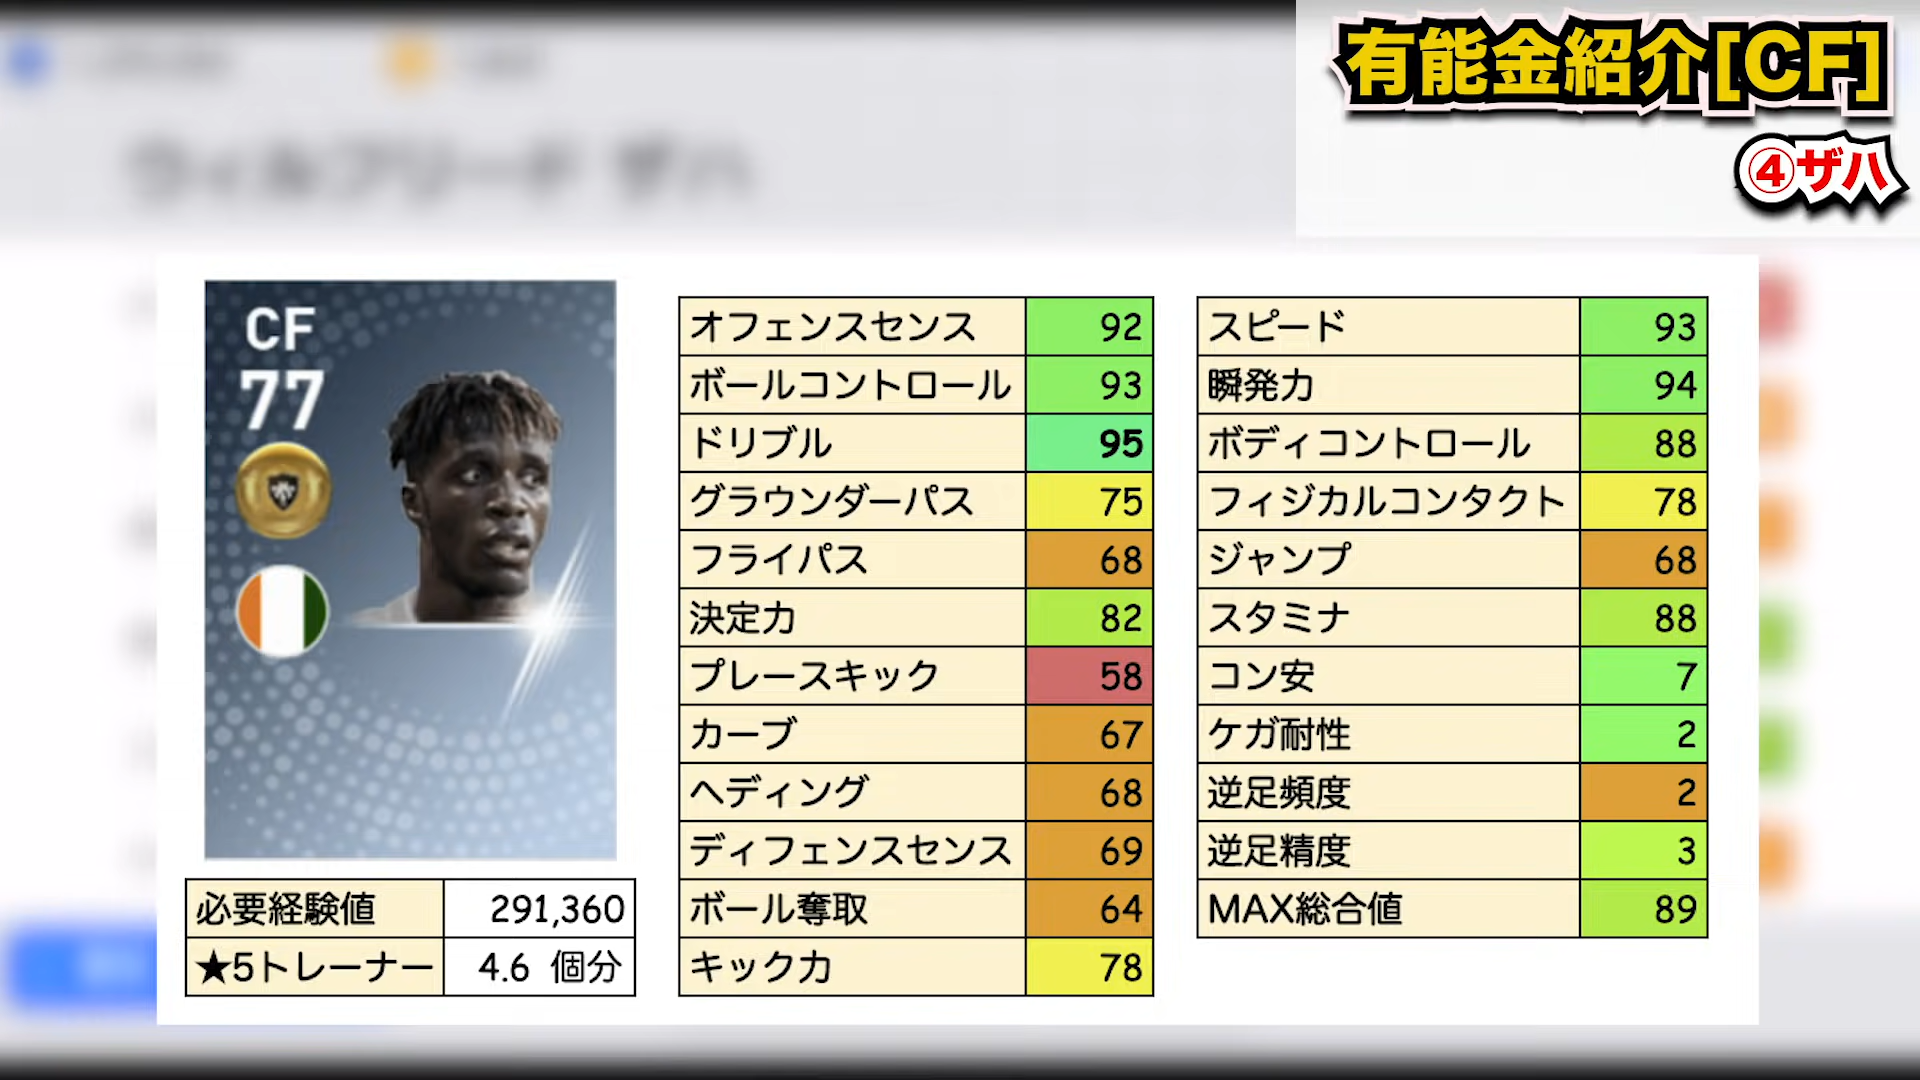 有能金紹介[CF]
④ザハ
ウィルフリード ザハ
CF
77
必要経験値 291,360
★5トレーナー 4.6 個分
オフェンスセンス 92
ボールコントロール 93
ドリブル 95
グラウンダーパス 75
フライパス 68
決定力 82
プレースキック 58
カーブ 67
ヘディング 68
ディフェンスセンス 69
ボール奪取 64
キック力 78
スピード 93
瞬発力 94
ボディコントロール 88
フィジカルコンタクト 78
ジャンプ 68
スタミナ 88
コン安 7
ケガ耐性 2
逆足頻度 2
逆足精度 3
MAX総合値 89